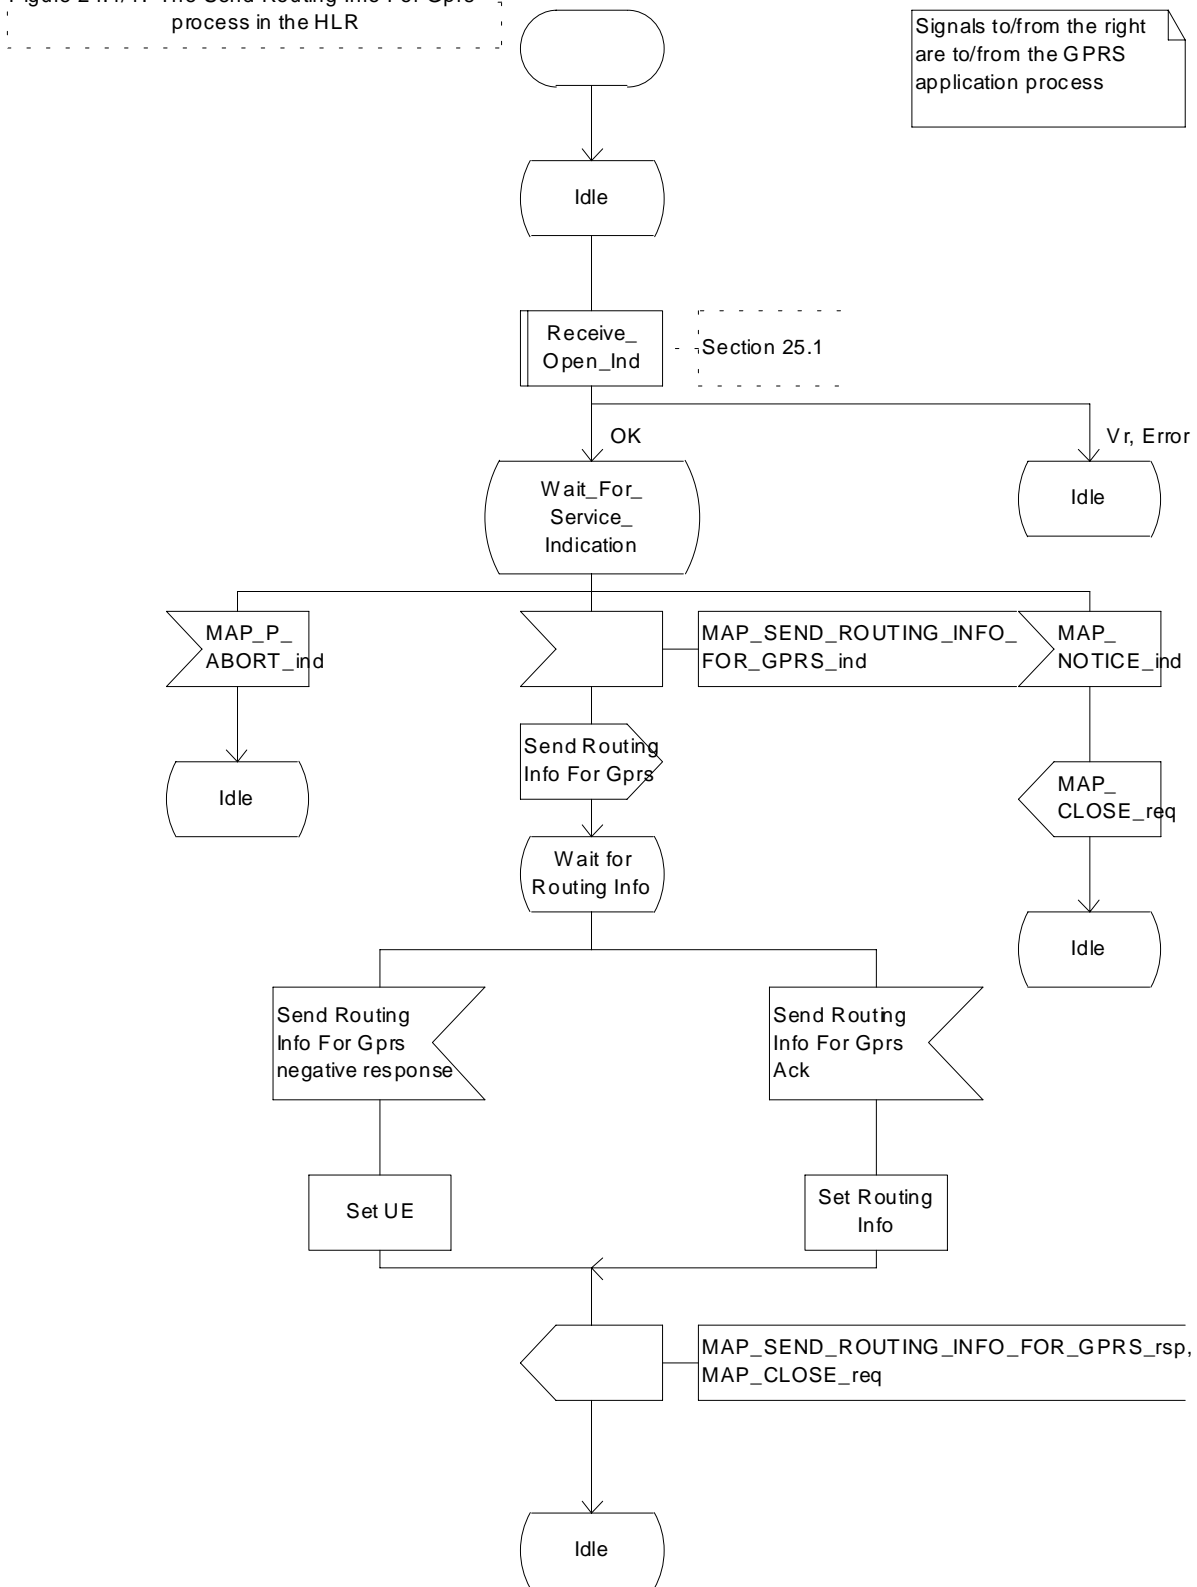 process in the HLR
Signals to/from the right
are to/from the GPRS
application process
Idle
Receive_
Open_Ind
Section 25.1
OK
Vr, Error
Wait_For_
Service_
Indication
Idle
MAP_P_
ABORT_ind
MAP_SEND_ROUTING_INFO_
FOR_GPRS_ind
MAP_
NOTICE_ind
Send Routing
Info For Gprs
Idle
MAP_
CLOSE_req
Wait for
Routing Info
Idle
Send Routing
Info For Gprs
negative response
Send Routing
Info For Gprs
Ack
Set UE
Set Routing
Info
MAP_SEND_ROUTING_INFO_FOR_GPRS_rsp,
MAP_CLOSE_req
Idle